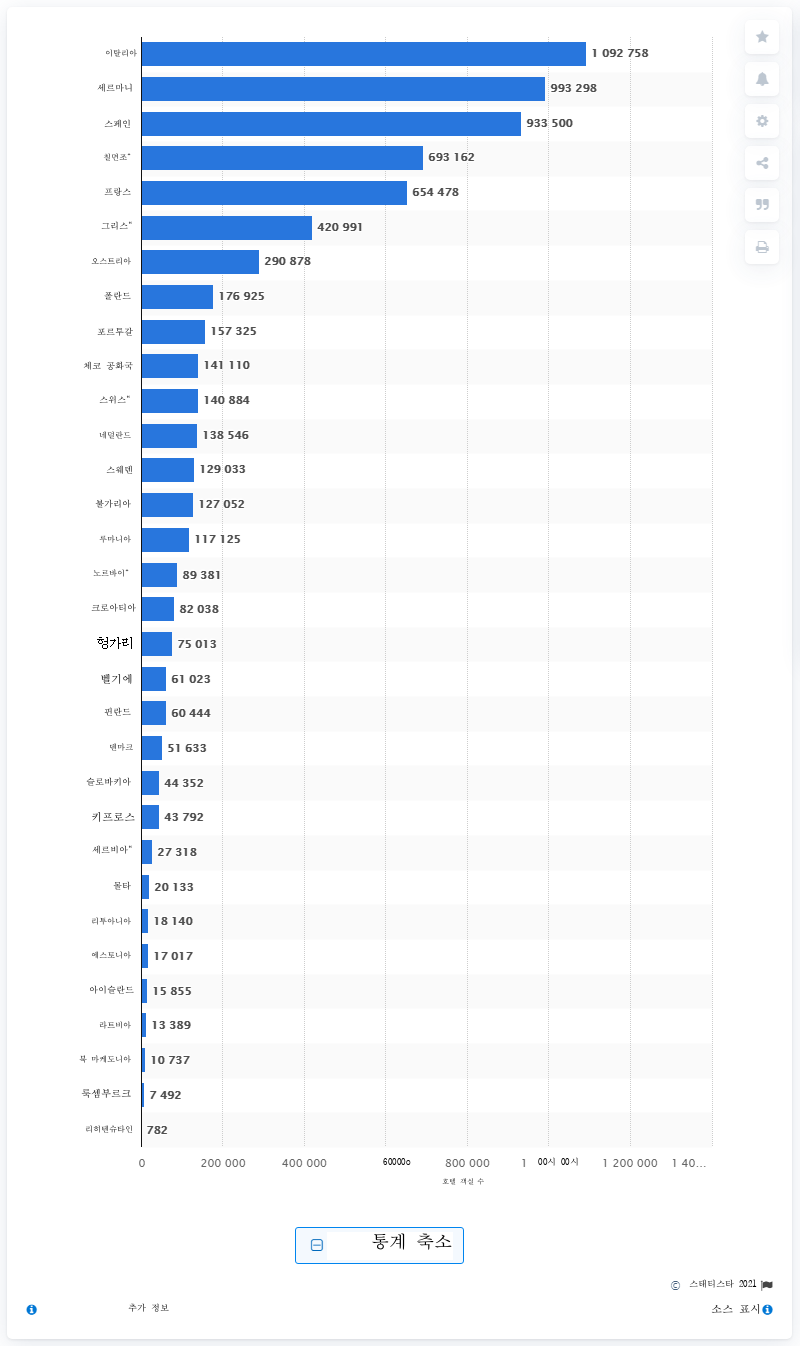 이탈리아 1 092 758
세르마니 993 298
스페인 933 500
칠면조* 693 162
프랑스 654 478
그리스* 420 991
오스트리아 290 878
폴란드 176 925
포르투갈 157 325
체코 공화국 141 110
스위스* 140 884
네덜란드 138 546
스웨덴 129 033
불가리아 127 052
루마니아 117 125
노르바이* 89 381
크로아티아 82 038
헝가리 75 013
벨기에 61 023
핀란드 60 444
덴마크 51 633
슬로바키아 44 352
키프로스 43 792
세르비아* 27 318
몰타 20 133
리투아니아 18 140
에스토니아 17 017
아이슬란드 15 855
라트비아 13 389
북 마케도니아 10 737
룩셈부르크 7 492
리히텐슈타인 782
0 200 000 400 000 60000o 800 000 1 00시 00시 1 200 000 1 40...
호텔 객실 수
통계 축소
© 스태티스타 2021
추가 정보 소스 표시